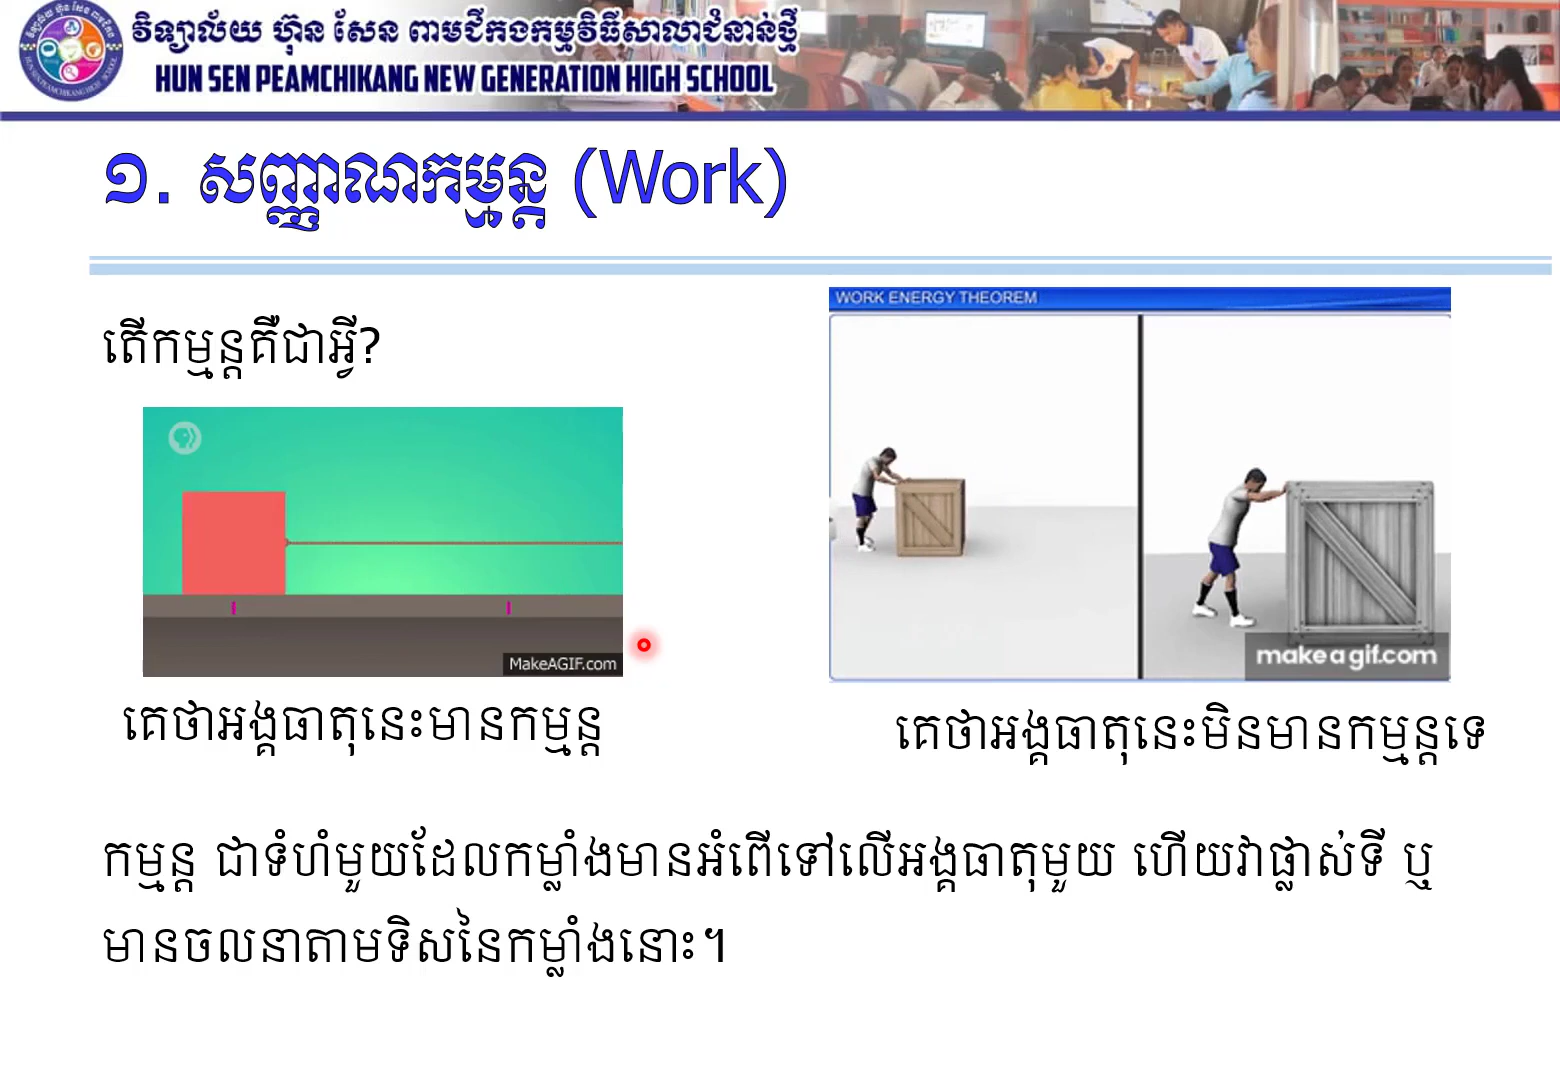 វិទ្យាល័យ ហ៊ុន សែន ពាមជីកងកម្មវិធីសាលាជំនាន់ថ្មី
HUN SEN PEAMCHIKANG NEW GENERATION HIGH SCHOOL
១. សញ្ញាណកម្មន្ត (Work)
តើកម្មន្តគឺជាអ្វី?
WORK ENERGY THEOREM
MakeAGIF.com
makeagif.com
គេថាអង្គធាតុនេះមានកម្មន្ត
គេថាអង្គធាតុនេះមិនមានកម្មន្តទេ
កម្មន្ត ជាទំហំមួយដែលកម្លាំងមានអំពើទៅលើអង្គធាតុមួយ ហើយវាផ្លាស់ទី ឬ
មានចលនាតាមទិសនៃកម្លាំងនោះ។